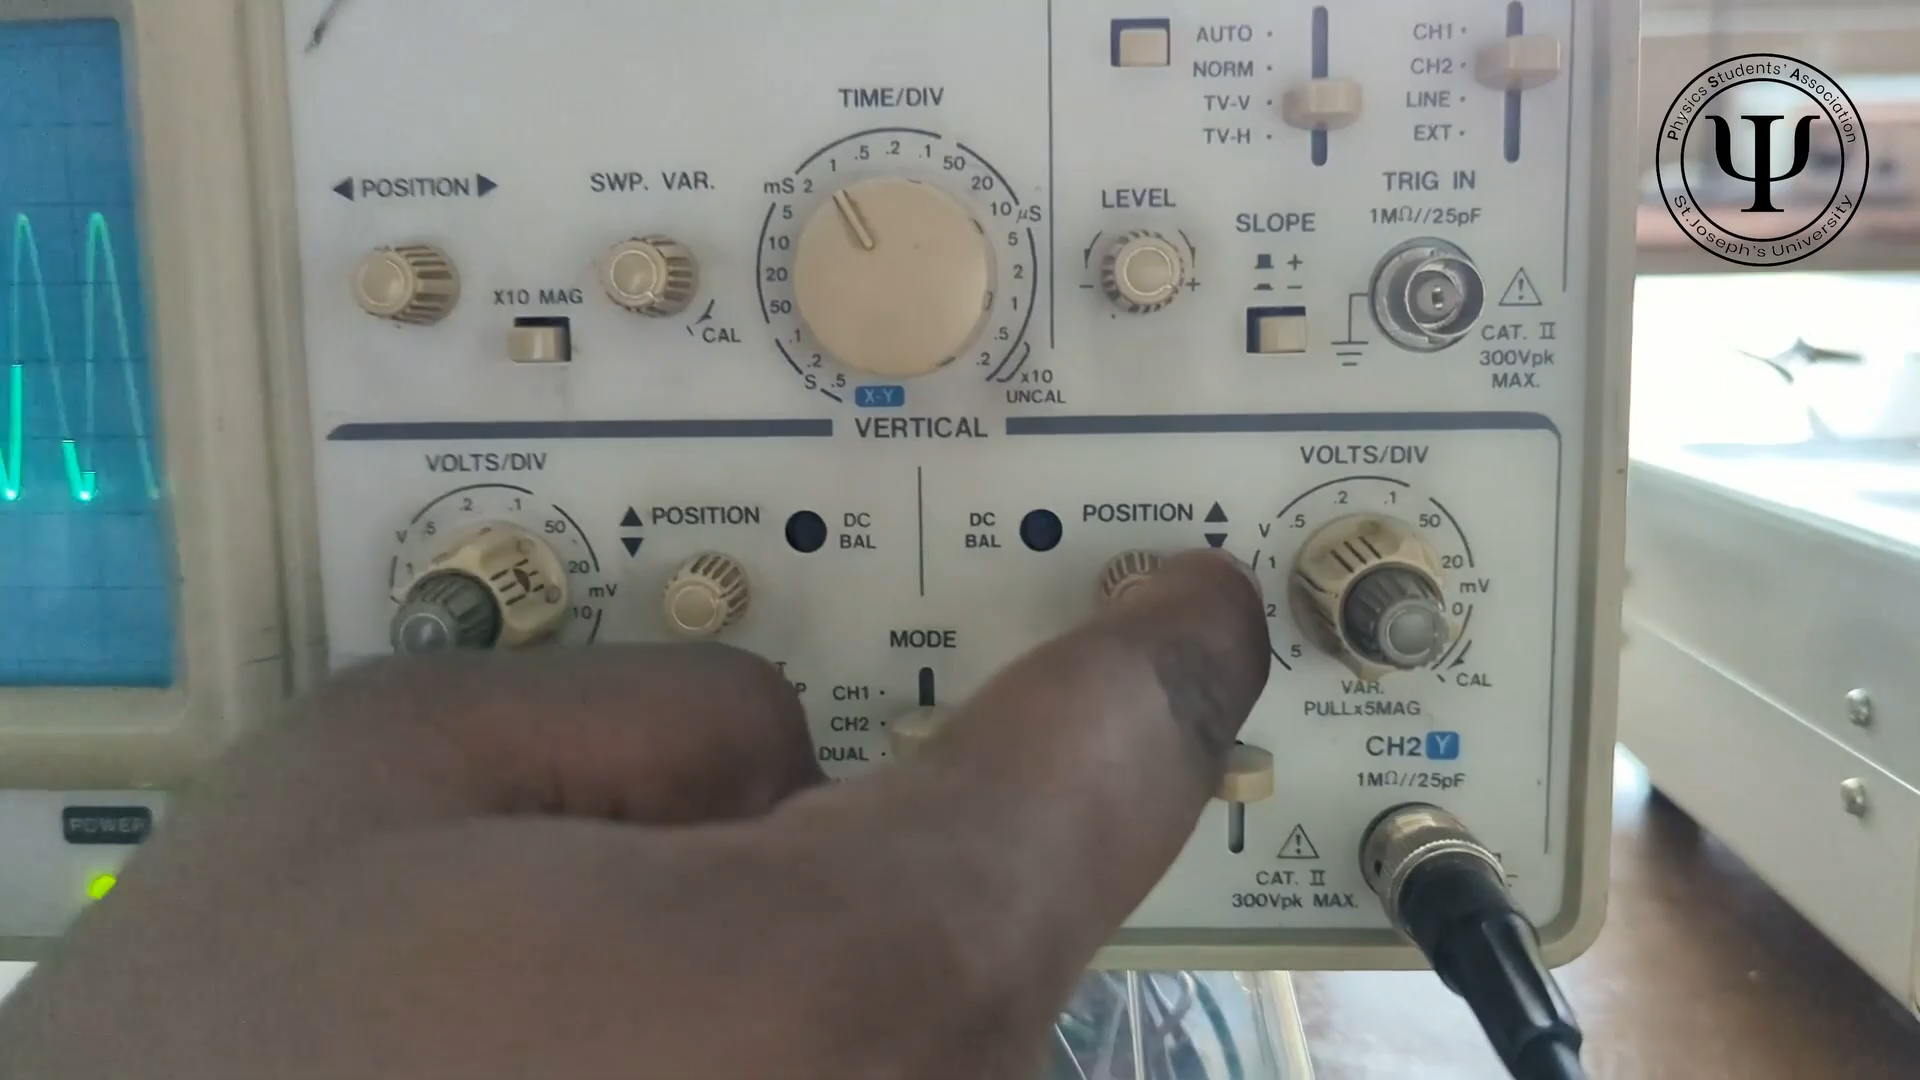 AUTO
NORM
TV-V
TV-H
CH1
CH2
LINE
EXT
Physics Students' Association
Ψ
St.Joseph's University
TIME/DIV
◀ POSITION ▶
SWP. VAR.
X10 MAG
CAL
mS 2 1 .5 .2 .1 50 20 10 μS
5 10 20 50 .1 .2 S .5
5 2 1 .5 .2
X-Y
x10
UNCAL
LEVEL
- +
SLOPE
+
-
TRIG IN
1MΩ//25pF
CAT. II
300Vpk
MAX.
VERTICAL
VOLTS/DIV
V 1 .5 .2 .1 50 20 mV 10
▲ POSITION
▼
DC
BAL
DC
BAL
POSITION ▲
▼
VOLTS/DIV
V .5 .2 .1 50 20 mV
1 2 5
CAL
VAR.
PULLx5MAG
MODE
CH1
CH2
DUAL
CH2 Y
1MΩ//25pF
CAT. II
300Vpk MAX.
POWER